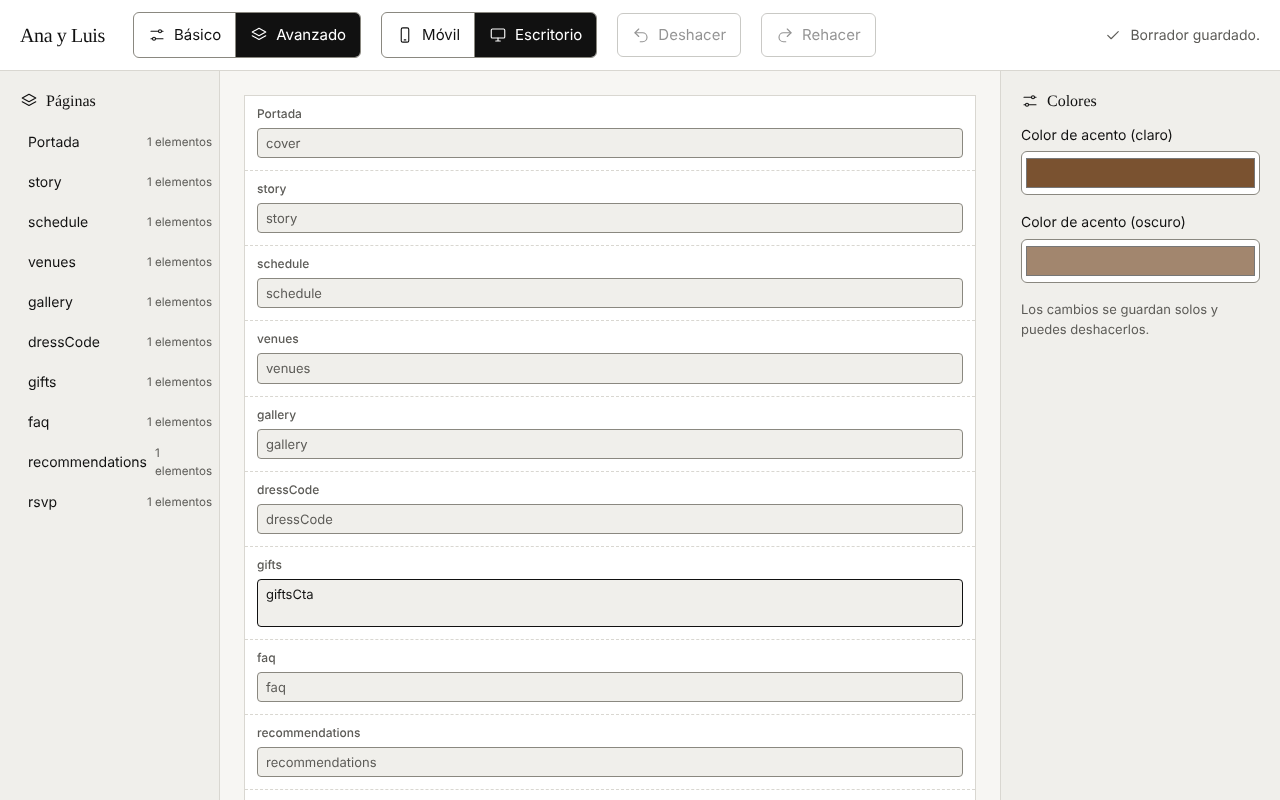 Ana y Luis
Básico
Avanzado
Móvil
Escritorio
Deshacer
Rehacer
Borrador guardado.
Páginas
Portada 1 elementos
story 1 elementos
schedule 1 elementos
venues 1 elementos
gallery 1 elementos
dressCode 1 elementos
gifts 1 elementos
faq 1 elementos
recommendations 1
elementos
rsvp 1 elementos
Portada
cover
story
story
schedule
schedule
venues
venues
gallery
gallery
dressCode
dressCode
gifts
giftsCta
faq
faq
recommendations
recommendations
Colores
Color de acento (claro)
Color de acento (oscuro)
Los cambios se guardan solos y
puedes deshacerlos.